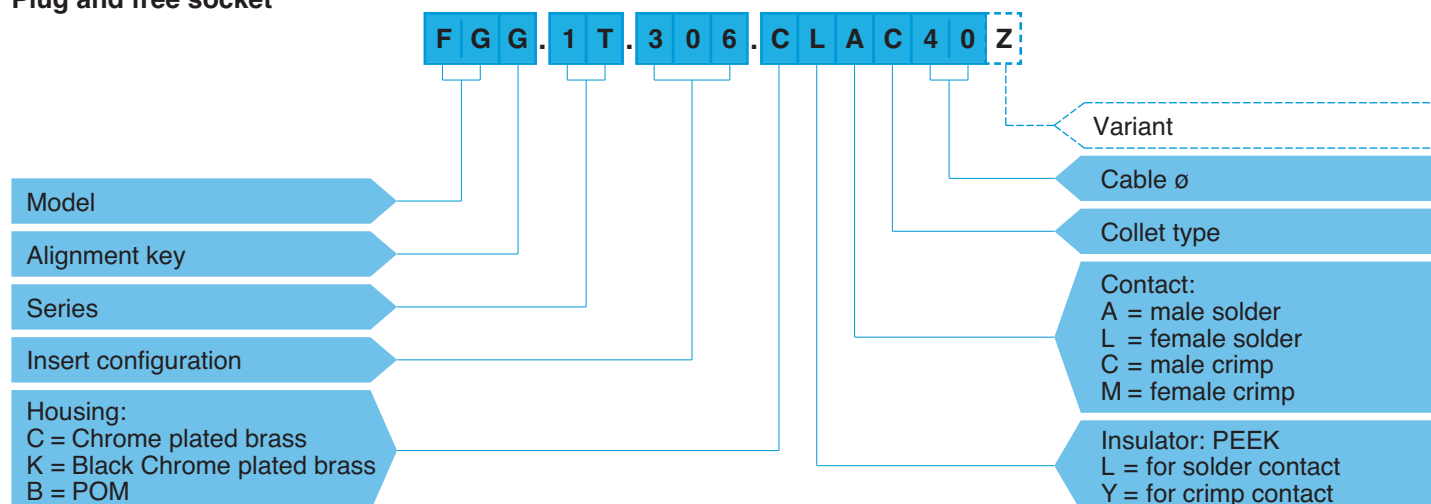 Plug and free socket
F G G . 1 T . 3 0 6 . C L A C 4 0 Z
Variant
Cable ø
Collet type
Contact:
A = male solder
L = female solder
C = male crimp
M = female crimp
Insulator: PEEK
L = for solder contact
Y = for crimp contact
Model
Alignment key
Series
Insert configuration
Housing:
C = Chrome plated brass
K = Black Chrome plated brass
B = POM